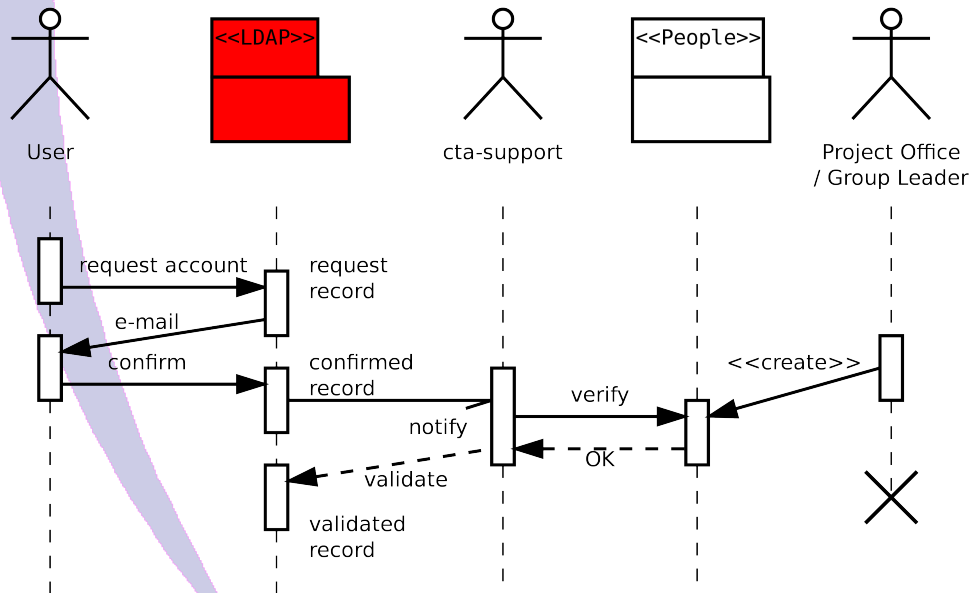 <<LDAP>>
<<People>>
User
cta-support
Project Office
/ Group Leader
request account
request
record
e-mail
confirm
confirmed
record
<<create>>
verify
notify
OK
validate
validated
record